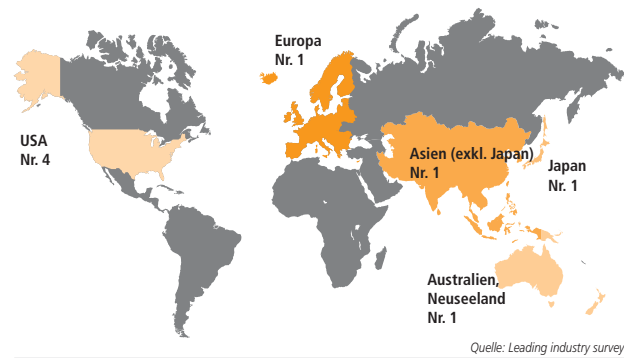 Europa
Nr. 1
USA
Nr. 4
Asien (exkl. Japan)
Nr. 1
Japan
Nr. 1
Australien,
Neuseeland
Nr. 1
Quelle: Leading industry survey